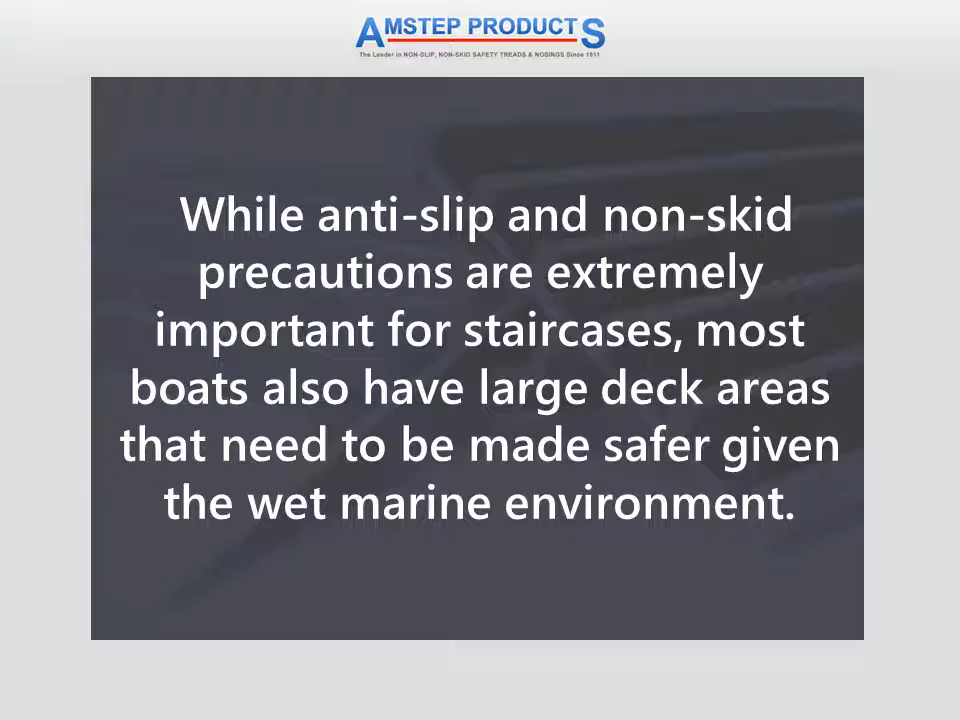 AMSTEP PRODUCTS
The Leader in NON-SLIP, NON-SKID SAFETY TREADS & NOSINGS Since 1911
While anti-slip and non-skid
precautions are extremely
important for staircases, most
boats also have large deck areas
that need to be made safer given
the wet marine environment.